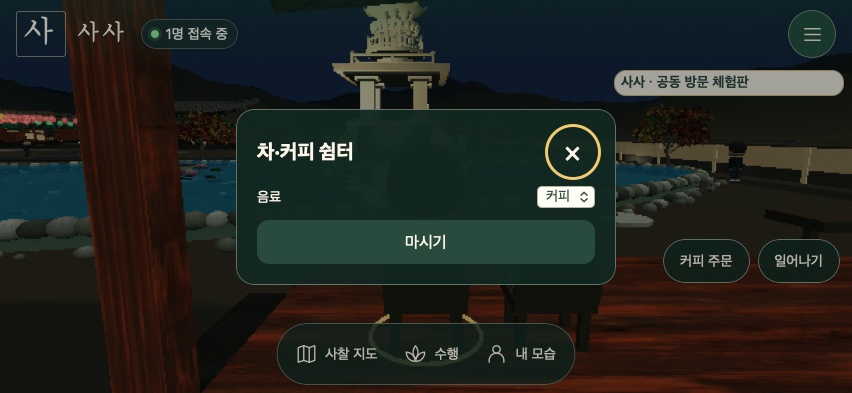 사
사사
1명 접속 중
사사 · 공동 방문 체험판
차·커피 쉼터
음료
커피
마시기
커피 주문
일어나기
사찰 지도
수행
내 모습